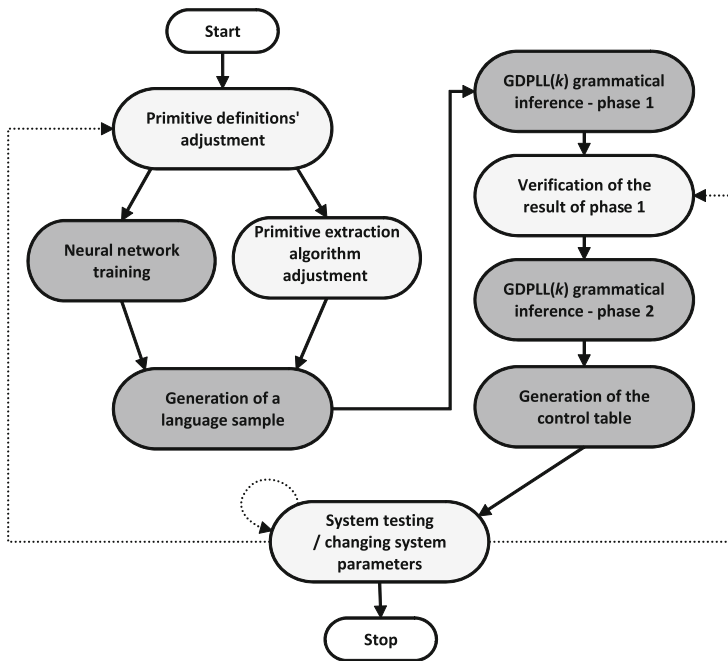 Start
Primitive definitions'
adjustment
Neural network
training
Primitive extraction
algorithm
adjustment
Generation of a
language sample
GDPLL(k) grammatical
inference - phase 1
Verification of the
result of phase 1
GDPLL(k) grammatical
inference - phase 2
Generation of the
control table
System testing
/ changing system
parameters
Stop